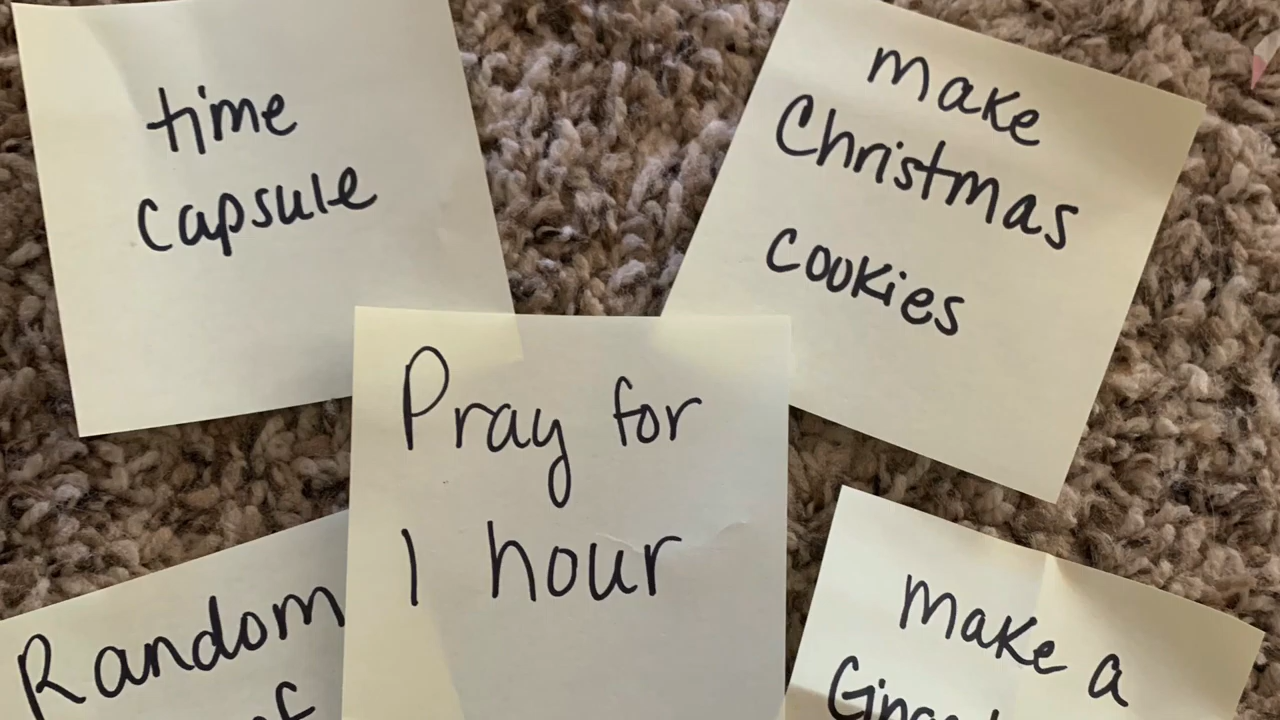 time
capsule
make
Christmas
cookies
Pray for
1 hour
Random
make a